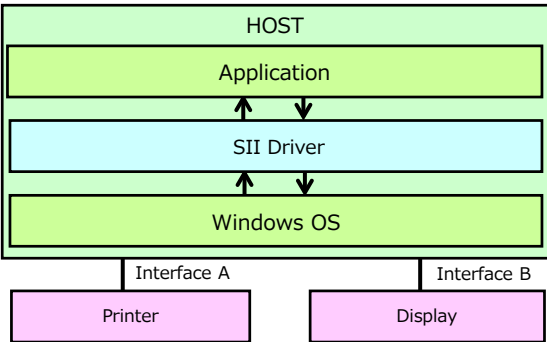 HOST
Application
SII Driver
Windows OS
Interface A
Interface B
Printer
Display